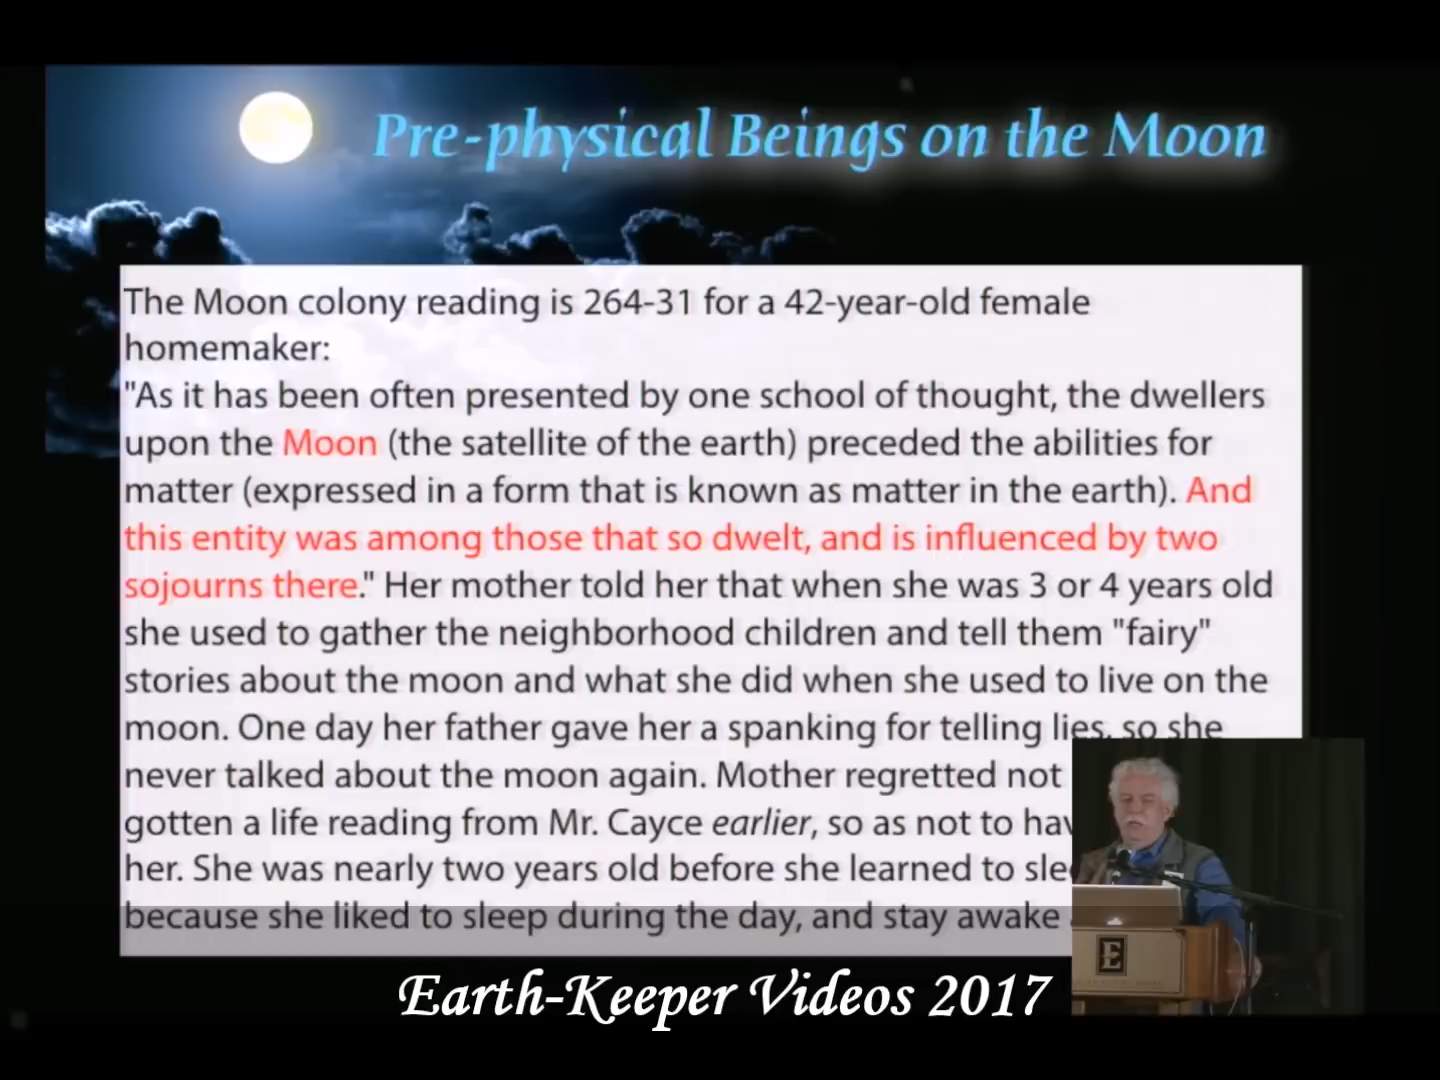 Pre-physical Beings on the Moon
The Moon colony reading is 264-31 for a 42-year-old female
homemaker:
"As it has been often presented by one school of thought, the dwellers
upon the Moon (the satellite of the earth) preceded the abilities for
matter (expressed in a form that is known as matter in the earth). And
this entity was among those that so dwelt, and is influenced by two
sojourns there." Her mother told her that when she was 3 or 4 years old
she used to gather the neighborhood children and tell them "fairy"
stories about the moon and what she did when she used to live on the
moon. One day her father gave her a spanking for telling lies, so she
never talked about the moon again. Mother regretted not
gotten a life reading from Mr. Cayce earlier, so as not to
her. She was nearly two years old before she learned to
because she liked to sleep during the day, and stay awake
E
Earth-Keeper Videos 2017